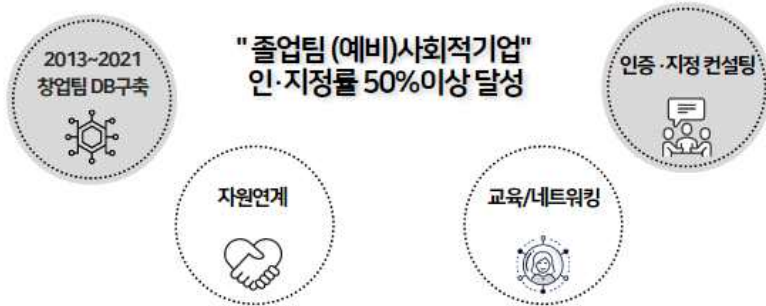 " 졸업팀 (예비)사회적기업"
인·지정률 50%이상 달성
2013~2021
창업팀 DB구축
인증 ·지정 컨설팅
자원연계
교육/네트워킹